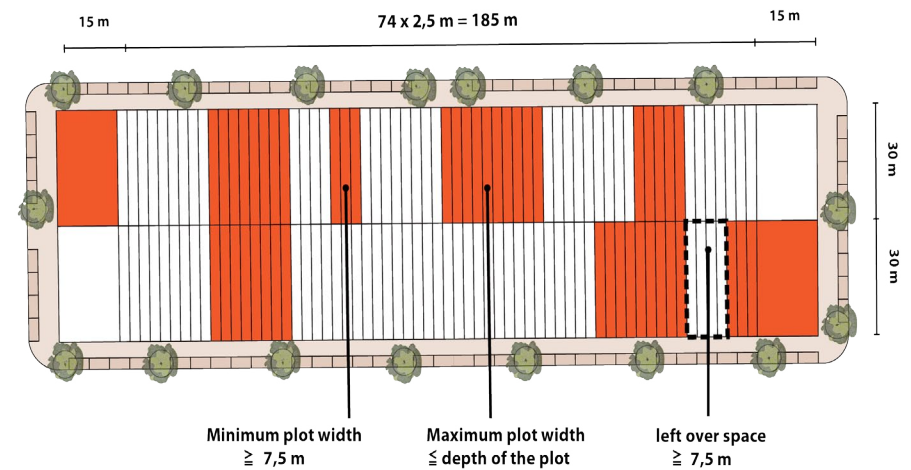 15 m
74 x 2,5 m = 185 m
15 m
30 m
30 m
Minimum plot width
≧ 7,5 m
Maximum plot width
≦ depth of the plot
left over space
≧ 7,5 m